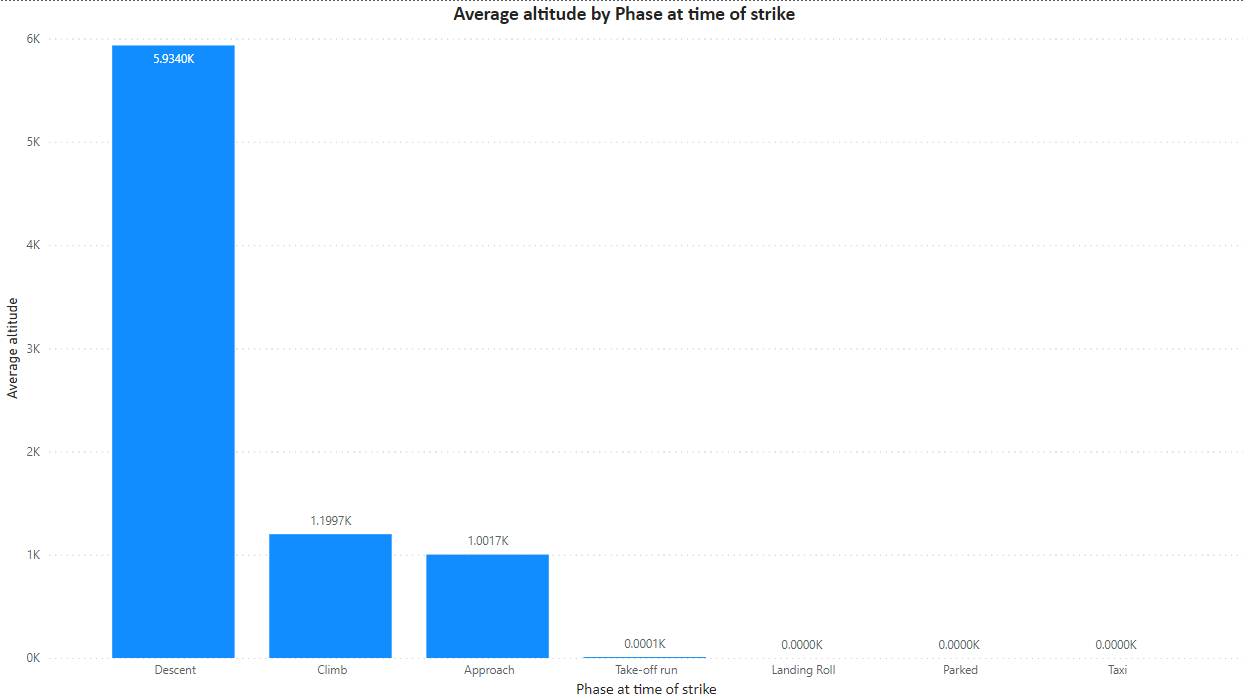 Average altitude by Phase at time of strike
Average altitude
6K
5K
4K
3K
2K
1K
0K
5.9340K
1.1997K
1.0017K
0.0001K
0.0000K
0.0000K
0.0000K
Descent
Climb
Approach
Take-off run
Landing Roll
Parked
Taxi
Phase at time of strike